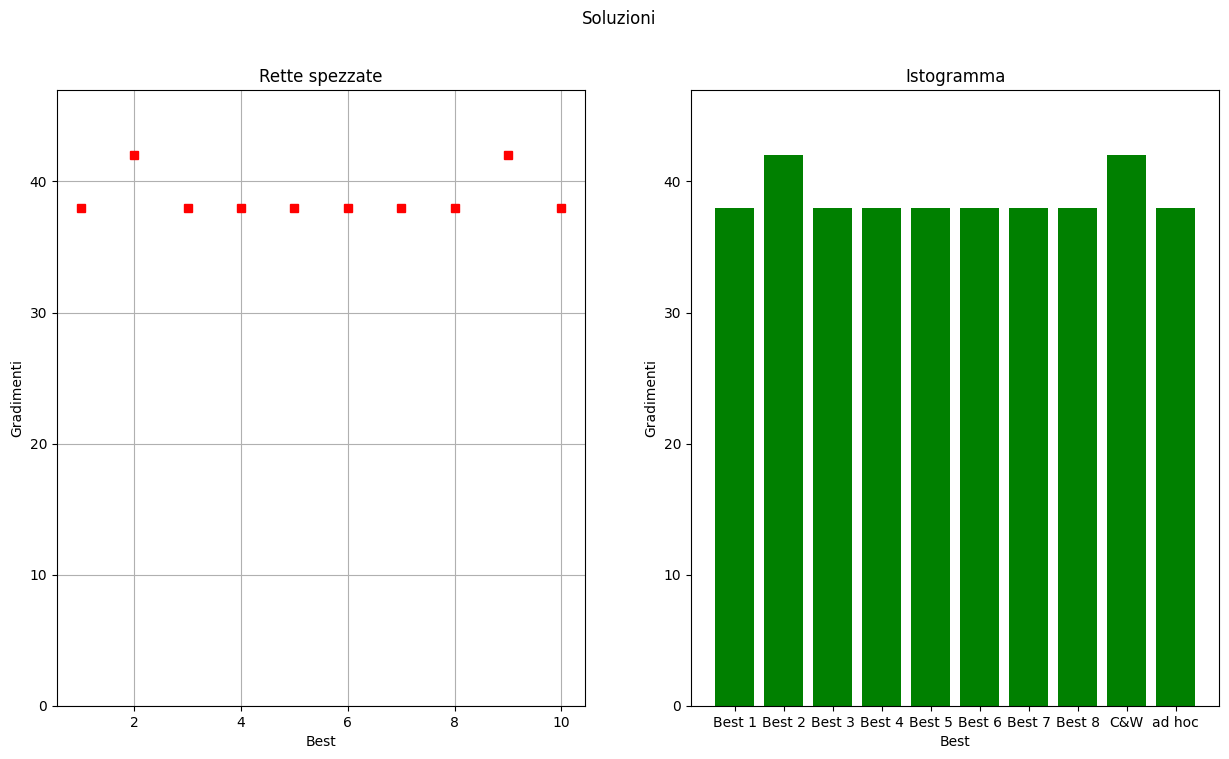 Soluzioni
Rette spezzate
Gradimenti
40
30
20
10
0
2 4 6 8 10
Best
Istogramma
Gradimenti
40
30
20
10
0
Best 1 Best 2 Best 3 Best 4 Best 5 Best 6 Best 7 Best 8 C&W ad hoc
Best